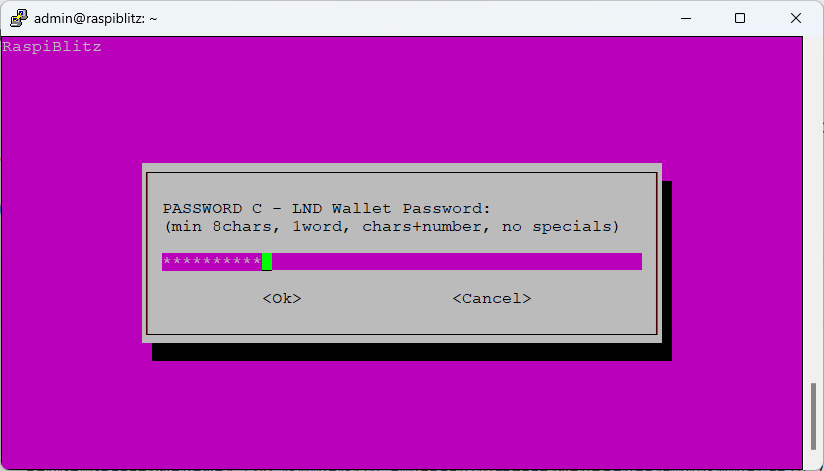 admin@raspiblitz: ~
RaspiBlitz
PASSWORD C - LND Wallet Password:
(min 8chars, 1word, chars+number, no specials)
**********
<Ok> <Cancel>